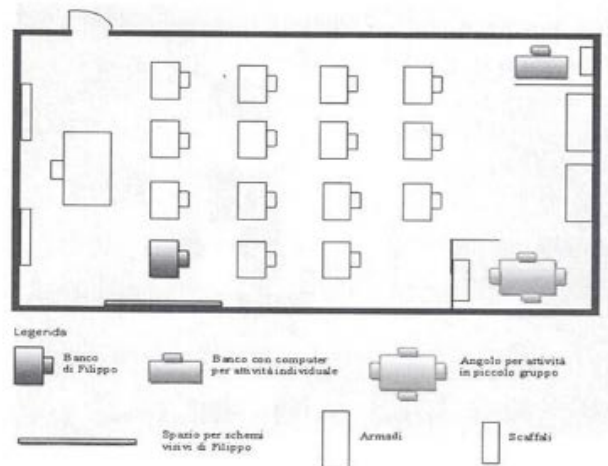 Legenda
Banco
di Filippo
Banco con computer
per attività individuale
Angolo per attività
in piccolo gruppo
Spazio per schemi
visivi di Filippo
Armadi
Scaffali